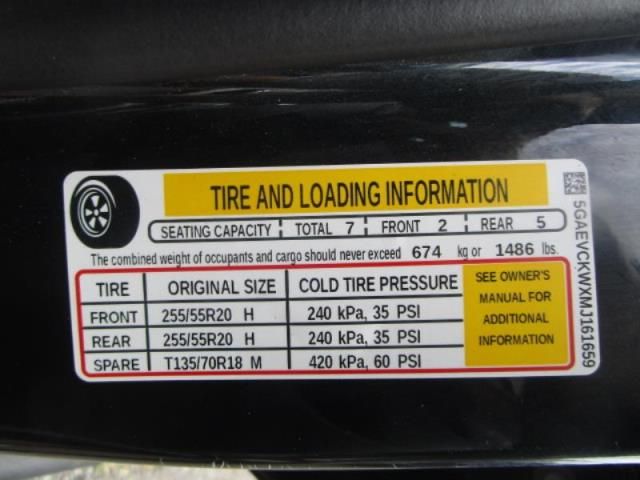 TIRE AND LOADING INFORMATION
SEATING CAPACITY TOTAL 7 FRONT 2 REAR 5
The combined weight of occupants and cargo should never exceed 674 kg or 1486 lbs.
TIRE ORIGINAL SIZE COLD TIRE PRESSURE
FRONT 255/55R20 H 240 kPa, 35 PSI
REAR 255/55R20 H 240 kPa, 35 PSI
SPARE T135/70R18 M 420 kPa, 60 PSI
SEE OWNER'S
MANUAL FOR
ADDITIONAL
INFORMATION
5GAEVCKWXMJ161659